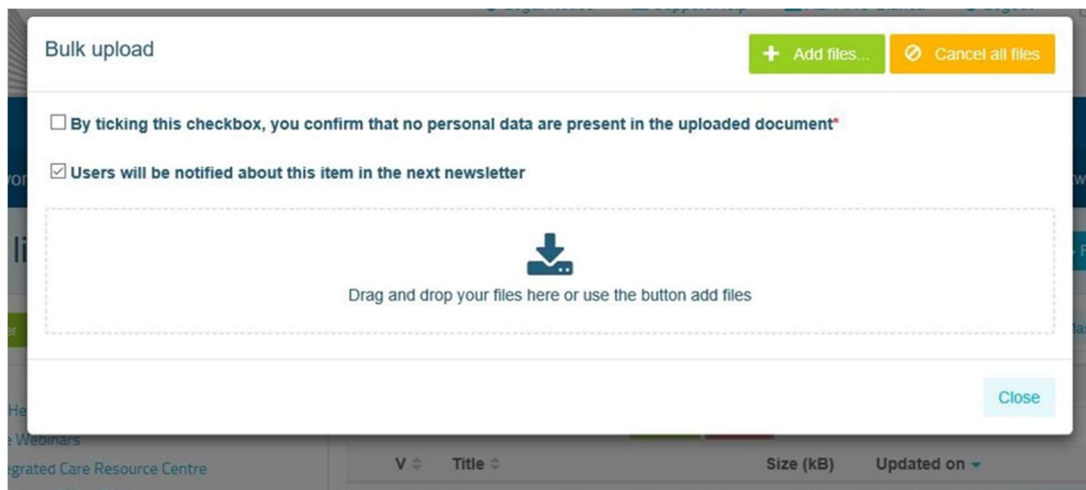 Legal Notice
Logout
Bulk upload
Add files...
Cancel all files
By ticking this checkbox, you confirm that no personal data are present in the uploaded document*
Users will be notified about this item in the next newsletter
Drag and drop your files here or use the button add files
Close
Webinars
egrated Care Resource Centre
V
Title
Size (kB)
Updated on